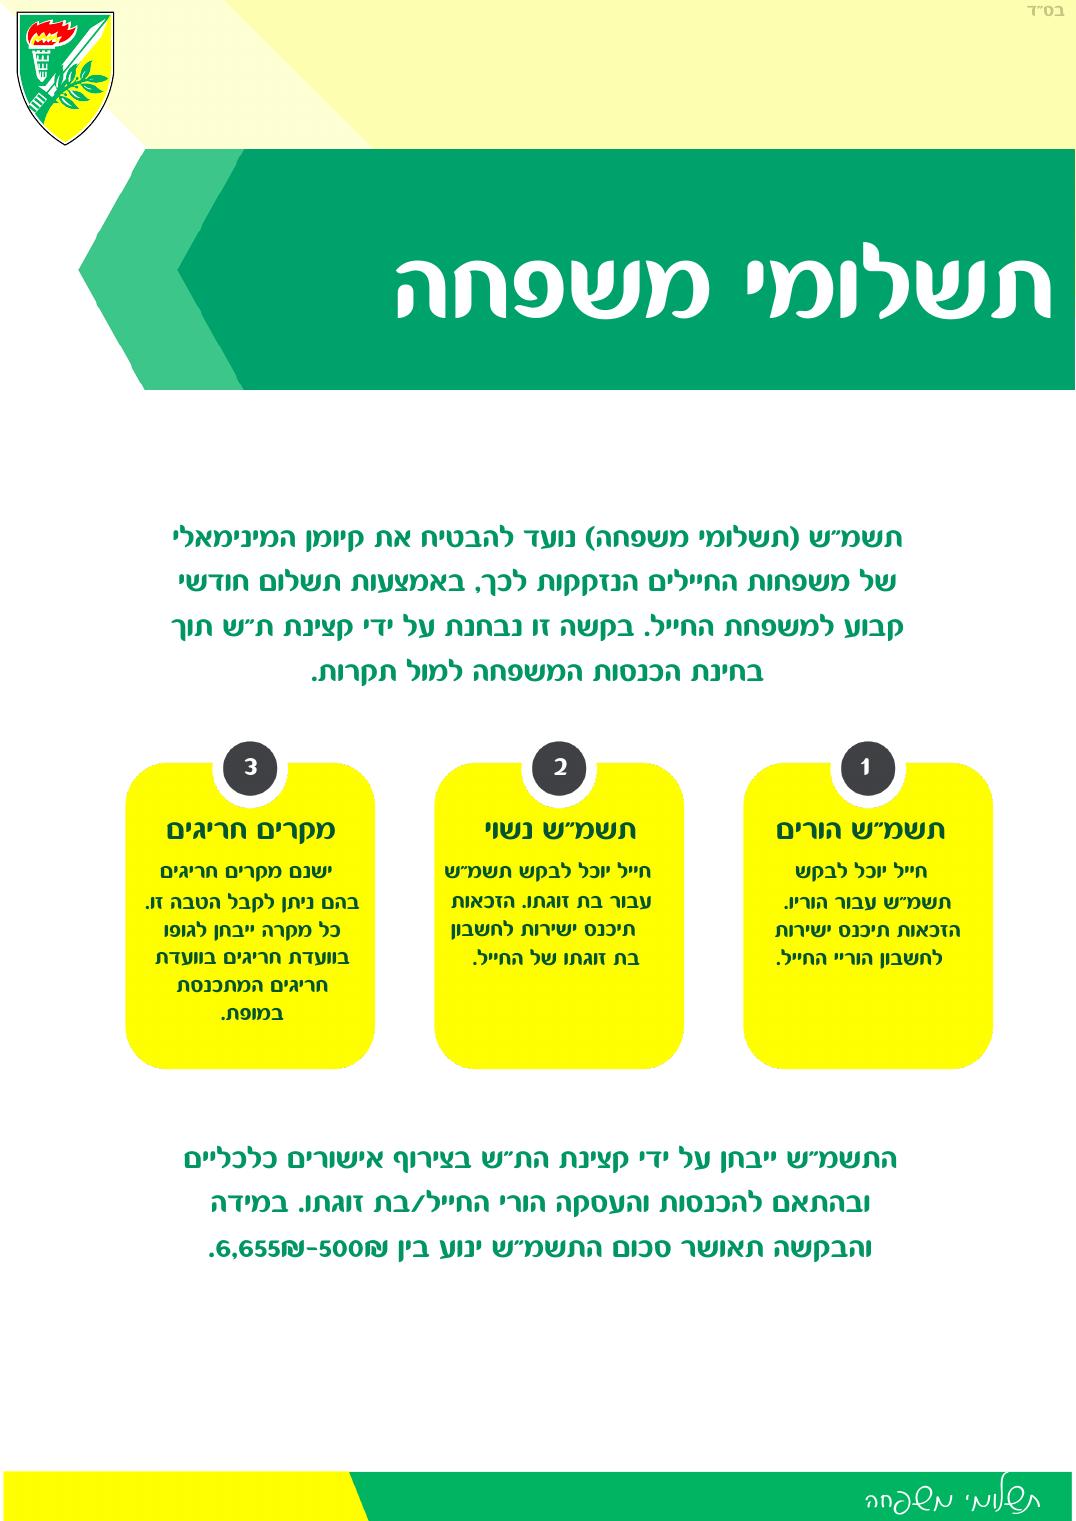 בס״ד
תשלומי משפחה
תשמ״ש (תשלומי משפחה) נועד להבטיח את קיומן המינימאלי
של משפחות החיילים הנזקקות לכך, באמצעות תשלום חודשי
קבוע למשפחת החייל. בקשה זו נבחנת על ידי קצינת ת״ש תוך
בחינת הכנסות המשפחה למול תקרות.
1
תשמ״ש הורים
חייל יוכל לבקש
תשמ״ש עבור הוריו.
הזכאות תיכנס ישירות
לחשבון הוריי החייל.
2
תשמ״ש נשוי
חייל יוכל לבקש תשמ״ש
עבור בת זוגתו. הזכאות
תיכנס ישירות לחשבון
בת זוגתו של החייל.
3
מקרים חריגים
ישנם מקרים חריגים
בהם ניתן לקבל הטבה זו.
כל מקרה ייבחן לגופו
בוועדת חריגים בוועדת
חריגים המתכנסת
במופת.
התשמ״ש ייבחן על ידי קצינת הת״ש בצירוף אישורים כלכליים
ובהתאם להכנסות והעסקה הורי החייל/בת זוגתו. במידה
והבקשה תאושר סכום התשמ״ש ינוע בין 500₪-6,655₪.
תשלומי משפחה